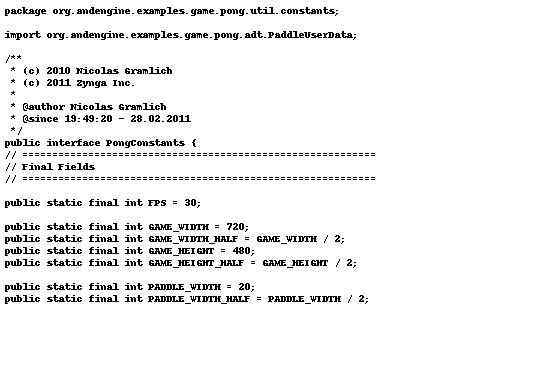 package org.andengine.examples.game.pong.util.constants;
import org.andengine.examples.game.pong.adt.PaddleUserData;
/**
* (c) 2010 Nicolas Gramlich
* (c) 2011 Zynga Inc.
*
* @author Nicolas Gramlich
* @since 19:49:20 - 28.02.2011
*/
public interface PongConstants {
// ===========================================================
// Final Fields
// ===========================================================
public static final int FPS = 30;
public static final int GAME_WIDTH = 720;
public static final int GAME_WIDTH_HALF = GAME_WIDTH / 2;
public static final int GAME_HEIGHT = 480;
public static final int GAME_HEIGHT_HALF = GAME_HEIGHT / 2;
public static final int PADDLE_WIDTH = 20;
public static final int PADDLE_WIDTH_HALF = PADDLE_WIDTH / 2;